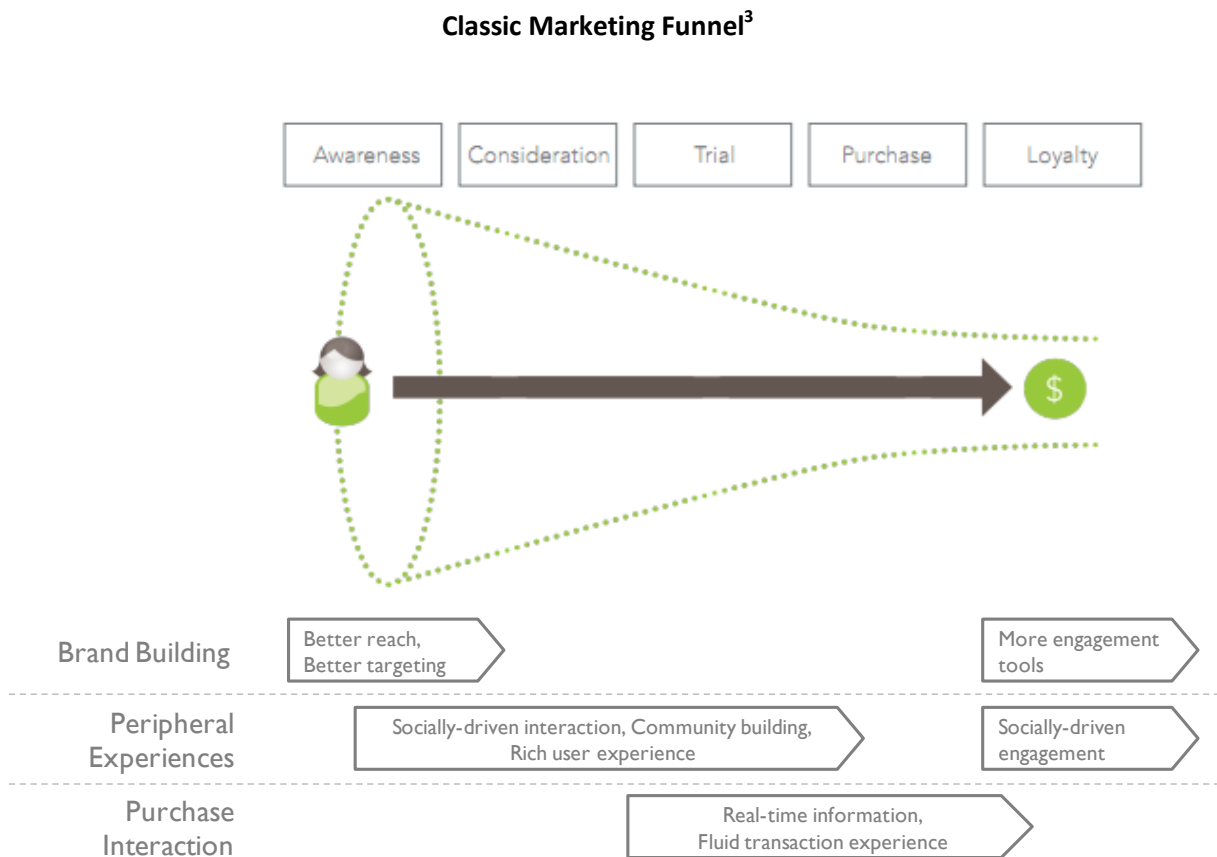 Classic Marketing Funnel3
Awareness
Consideration
Trial
Purchase
Loyalty
$
Brand Building
Better reach,
Better targeting
More engagement
tools
Peripheral
Experiences
Socially-driven interaction, Community building,
Rich user experience
Socially-driven
engagement
Purchase
Interaction
Real-time information,
Fluid transaction experience